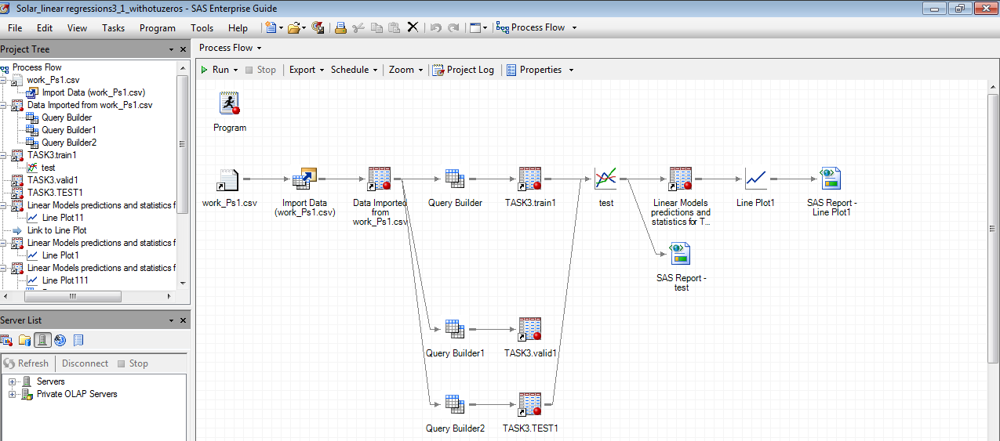 Solar_linear regressions3_1_withotuzeros - SAS Enterprise Guide
File Edit View Tasks Program Tools Help Process Flow
Project Tree
Process Flow
work_Ps1.csv
Import Data (work_Ps1.csv)
Data Imported from work_Ps1.csv
Query Builder
Query Builder1
Query Builder2
TASK3.train1
test
TASK3.valid1
TASK3.TEST1
Linear Models predictions and statistics f
Line Plot11
Link to Line Plot
Linear Models predictions and statistics f
Line Plot1
Linear Models predictions and statistics f
Line Plot111
Server List
Refresh Disconnect Stop
Servers
Private OLAP Servers
Process Flow
Run Stop Export Schedule Zoom Project Log Properties
Program
work_Ps1.csv
Import Data
(work_Ps1.csv)
Data Imported
from
work_Ps1.csv
Query Builder
TASK3.train1
test
Linear Models
predictions and
statistics for T...
Line Plot1
SAS Report -
Line Plot1
SAS Report -
test
Query Builder1
TASK3.valid1
Query Builder2
TASK3.TEST1